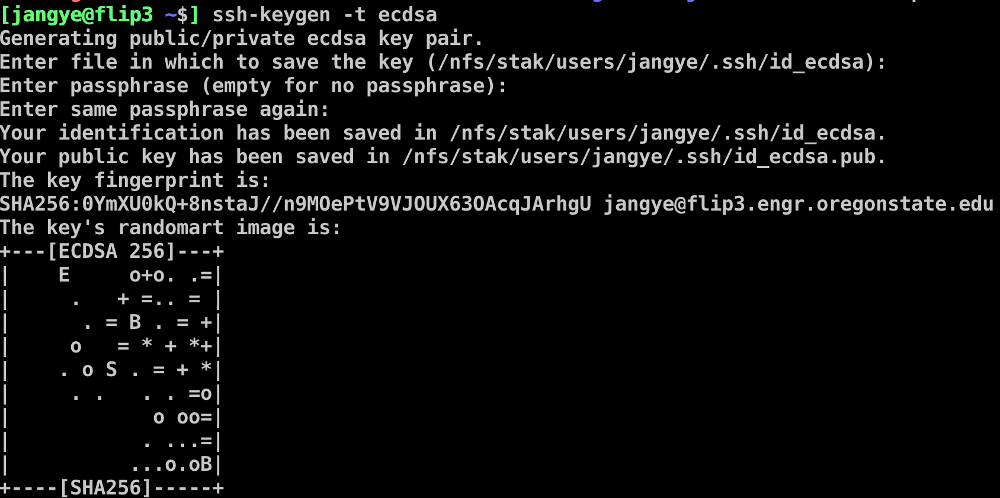 [jangye@flip3 ~$] ssh-keygen -t ecdsa
Generating public/private ecdsa key pair.
Enter file in which to save the key (/nfs/stak/users/jangye/.ssh/id_ecdsa):
Enter passphrase (empty for no passphrase):
Enter same passphrase again:
Your identification has been saved in /nfs/stak/users/jangye/.ssh/id_ecdsa.
Your public key has been saved in /nfs/stak/users/jangye/.ssh/id_ecdsa.pub.
The key fingerprint is:
SHA256:0YmXU0kQ+8nstaJ//n9MOePtV9VJOUX63OAcqJArhgU jangye@flip3.engr.oregonstate.edu
The key's randomart image is:
+---[ECDSA 256]---+
|    E     o+o. .=|
|     .   + =.. = |
|      . = B . = +|
|     o   = * + *+|
|    . o S . = + *|
|     . .   . . =o|
|            o oo=|
|           . ...=|
|          ...o.oB|
+----[SHA256]-----+